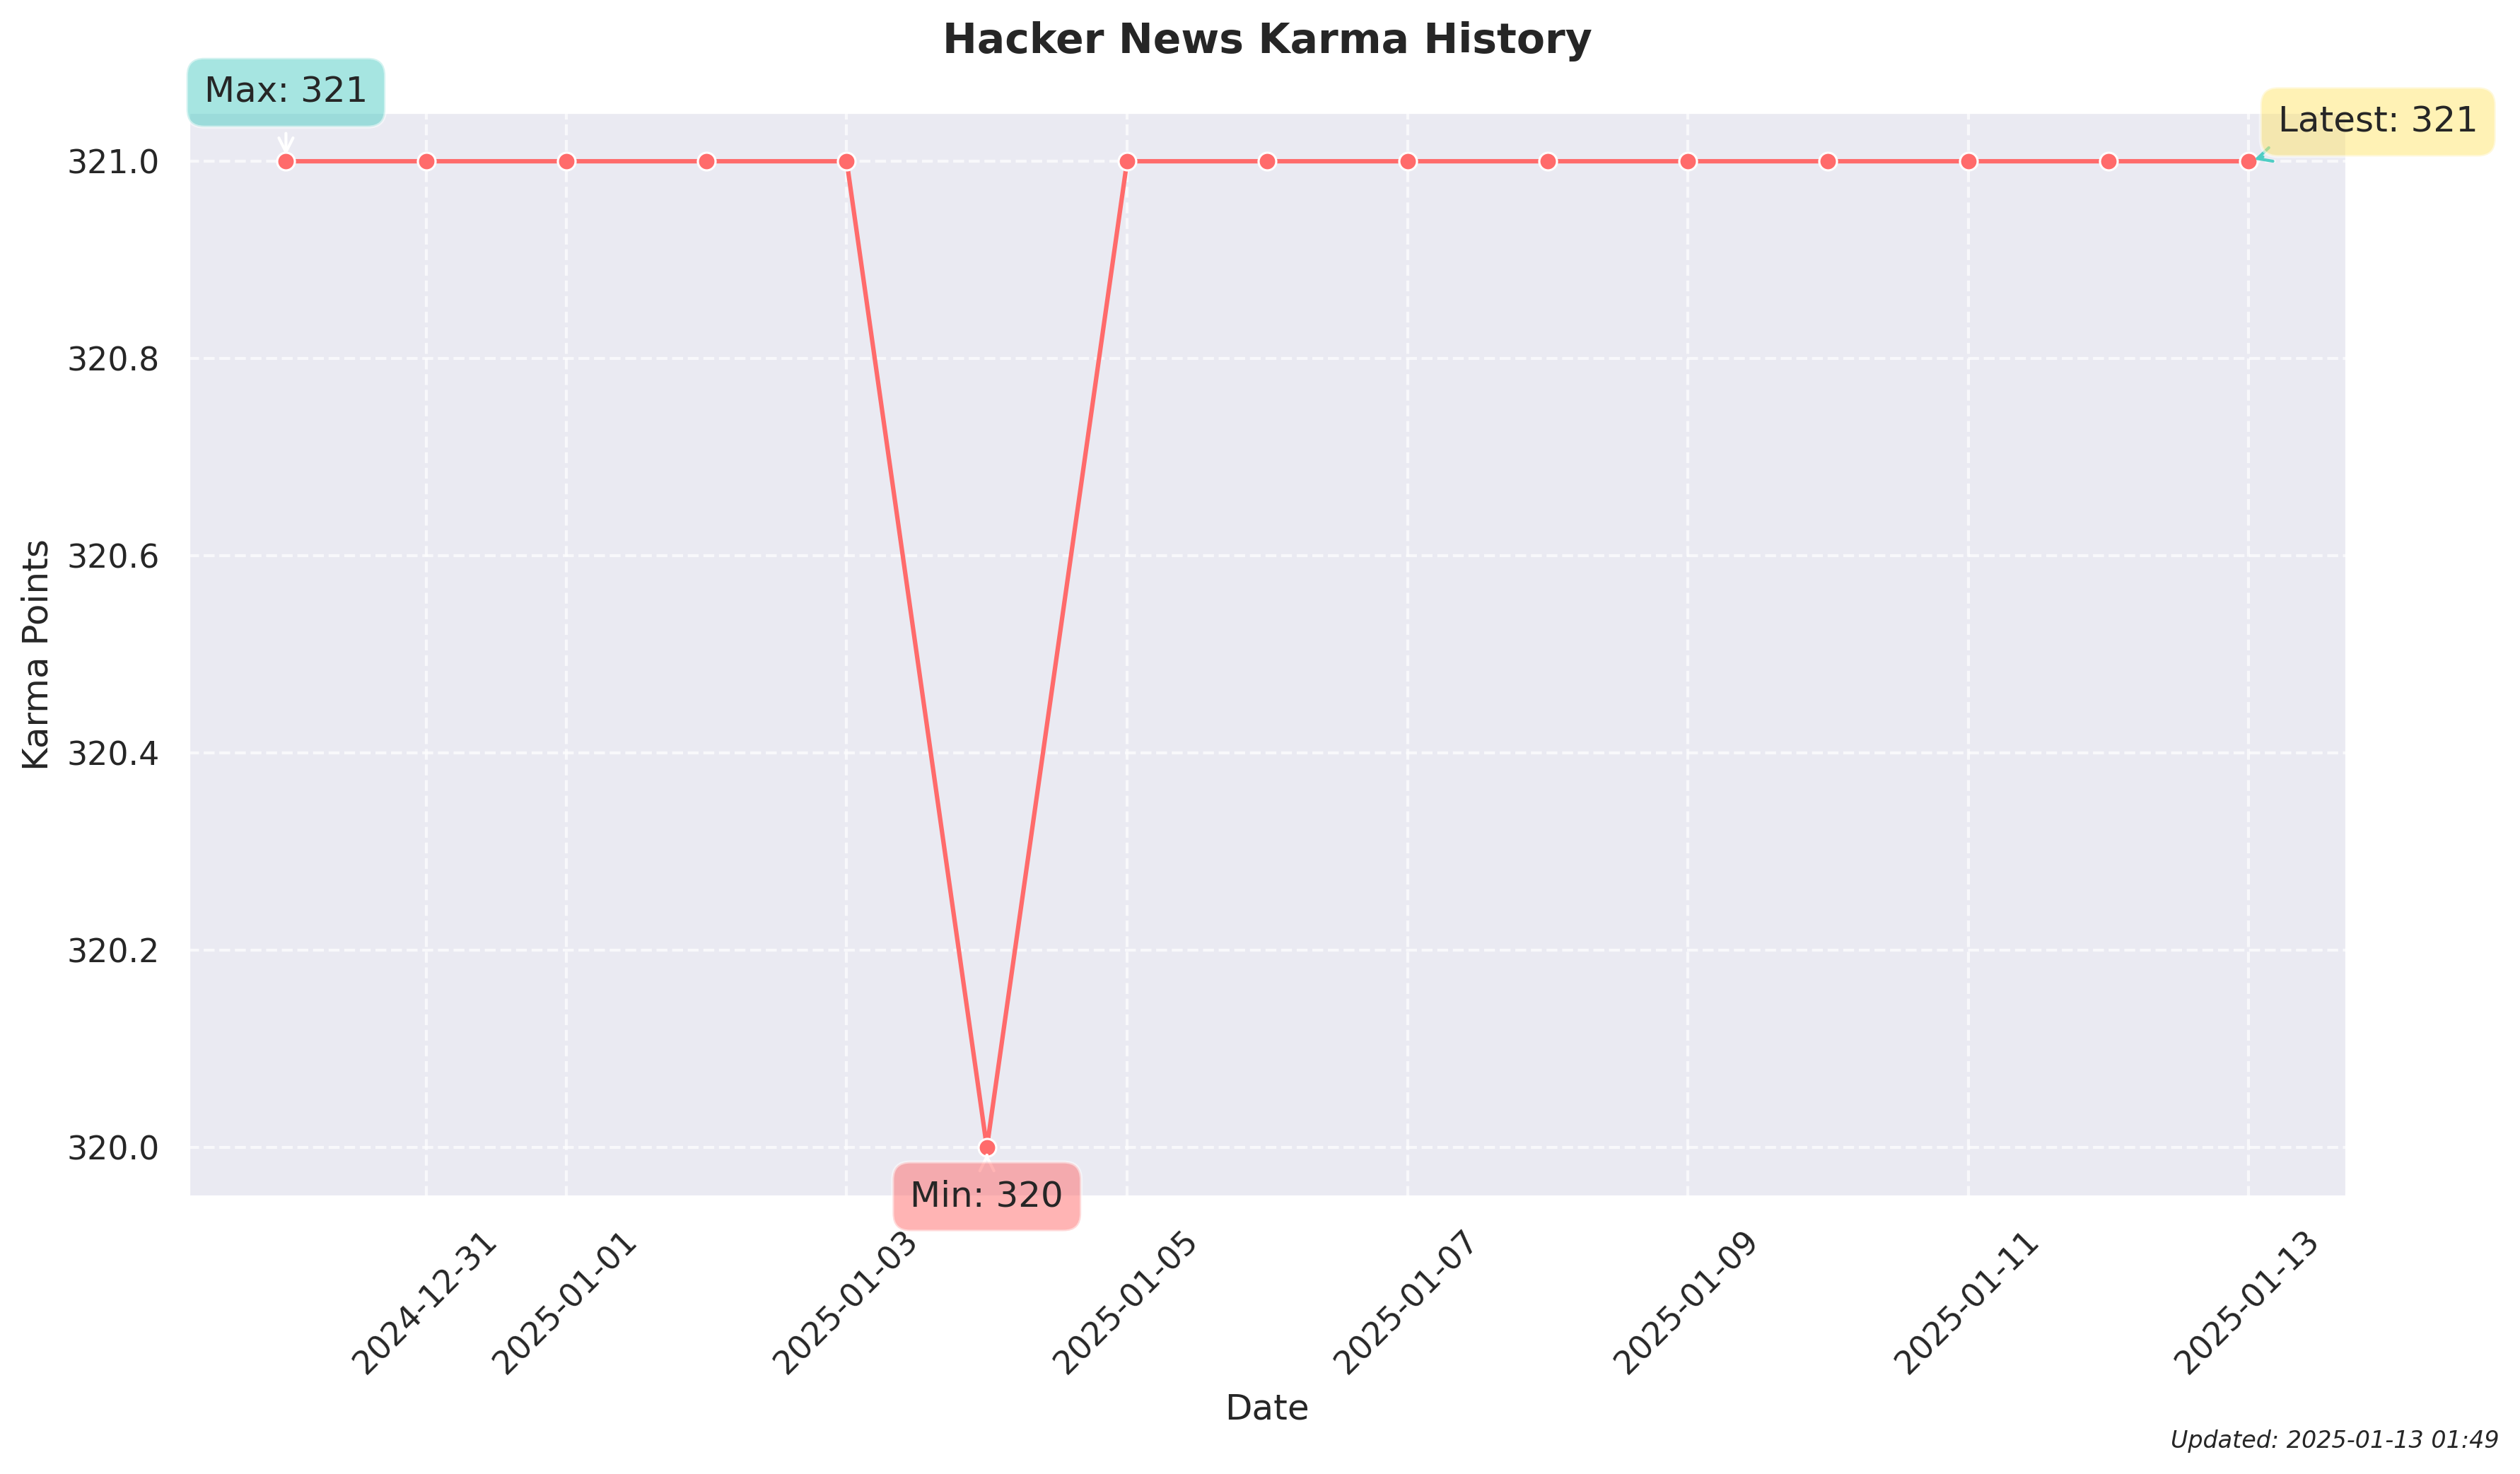 Hacker News Karma History
Max: 321
Latest: 321
321.0
320.8
320.6
320.4
320.2
320.0
Karma Points
Min: 320
2024-12-31
2025-01-01
2025-01-03
2025-01-05
2025-01-07
2025-01-09
2025-01-11
2025-01-13
Date
Updated: 2025-01-13 01:49